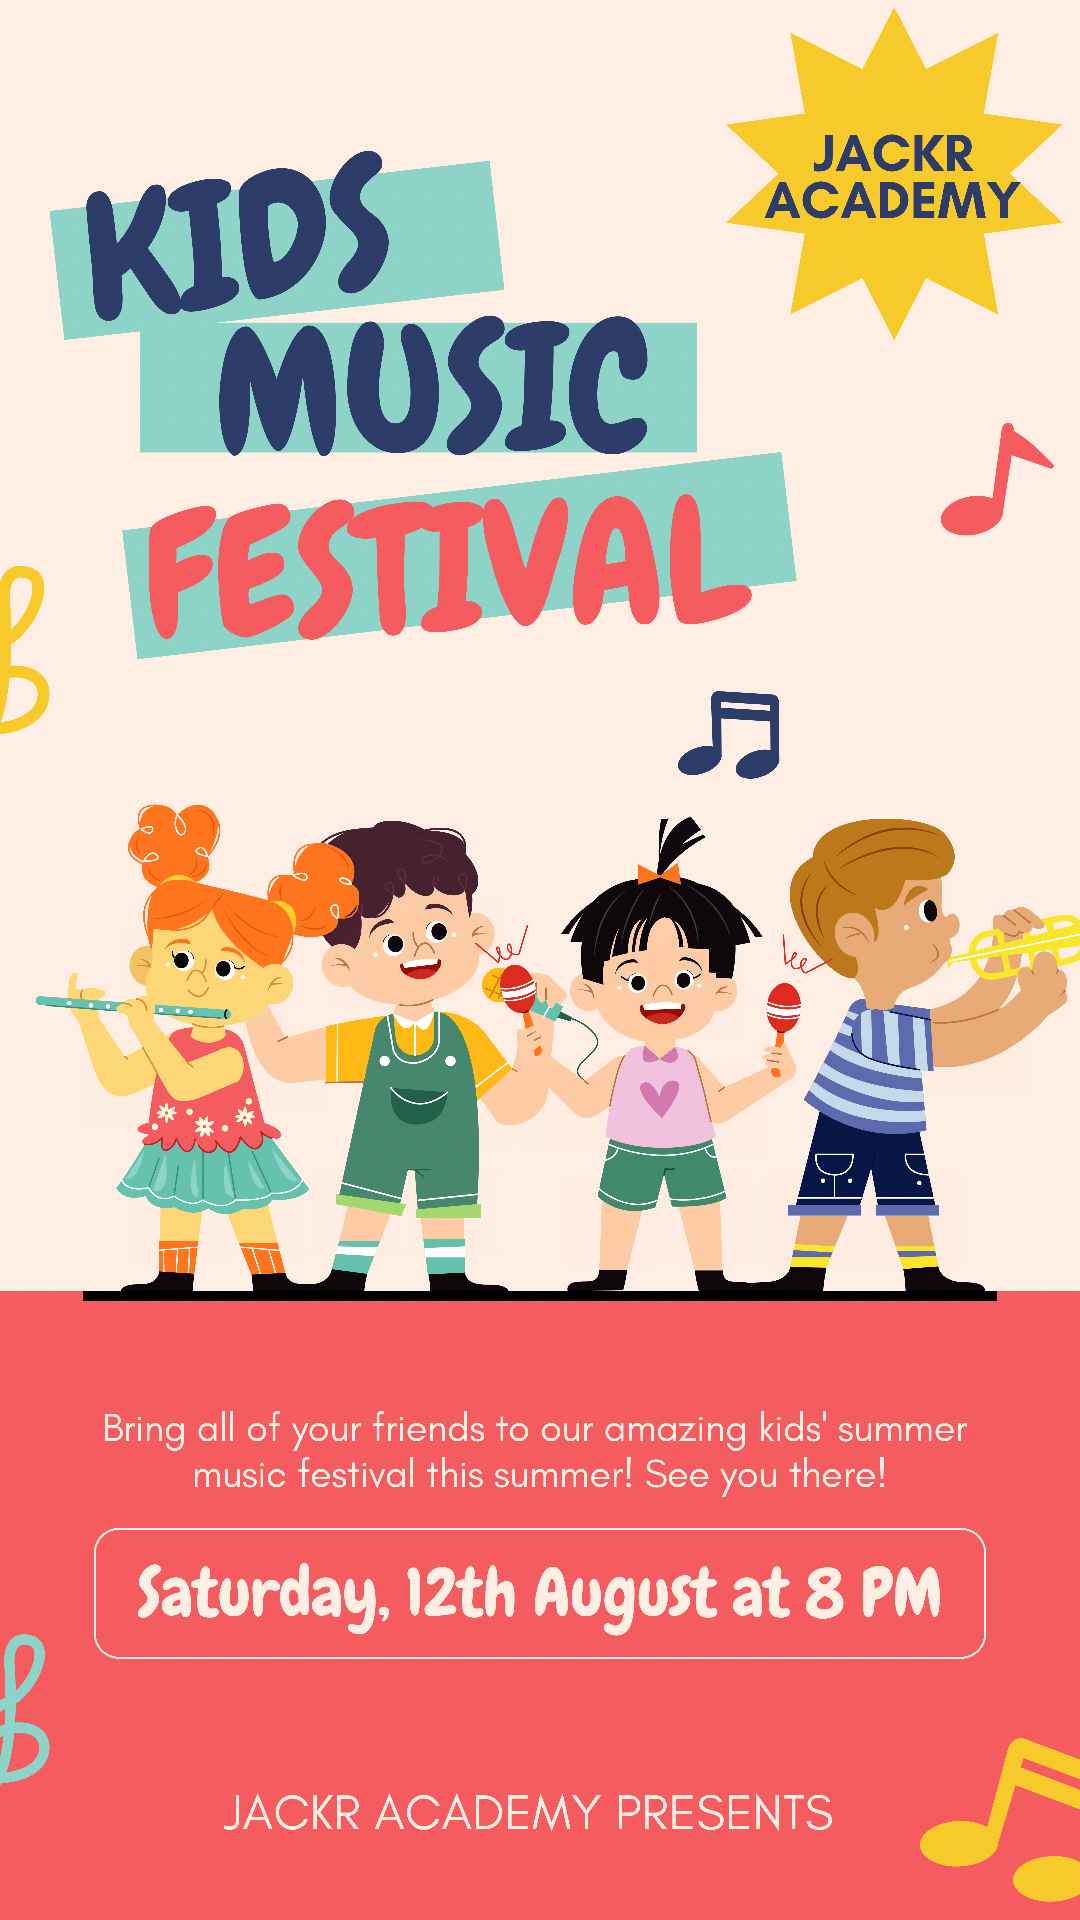 JACKR
ACADEMY
KIDS
MUSIC
FESTIVAL
Bring all of your friends to our amazing kids' summer
music festival this summer! See you there!
Saturday, 12th August at 8 PM
JACKR ACADEMY PRESENTS